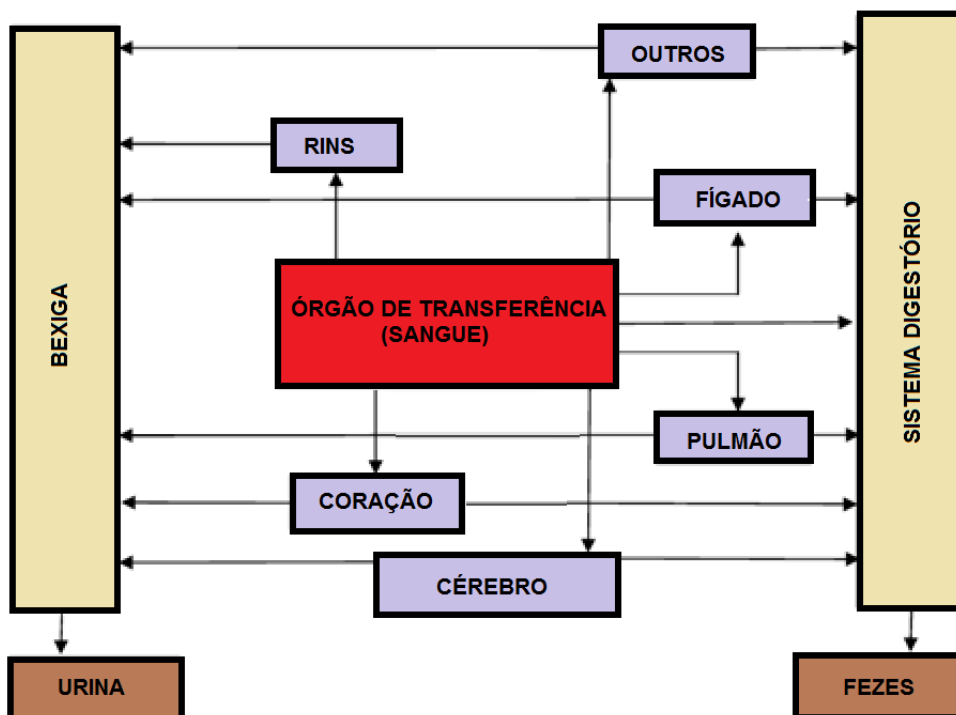 OUTROS
RINS
FÍGADO
BEXIGA
ÓRGÃO DE TRANSFERÊNCIA
(SANGUE)
SISTEMA DIGESTÓRIO
PULMÃO
CORAÇÃO
CÉREBRO
URINA
FEZES